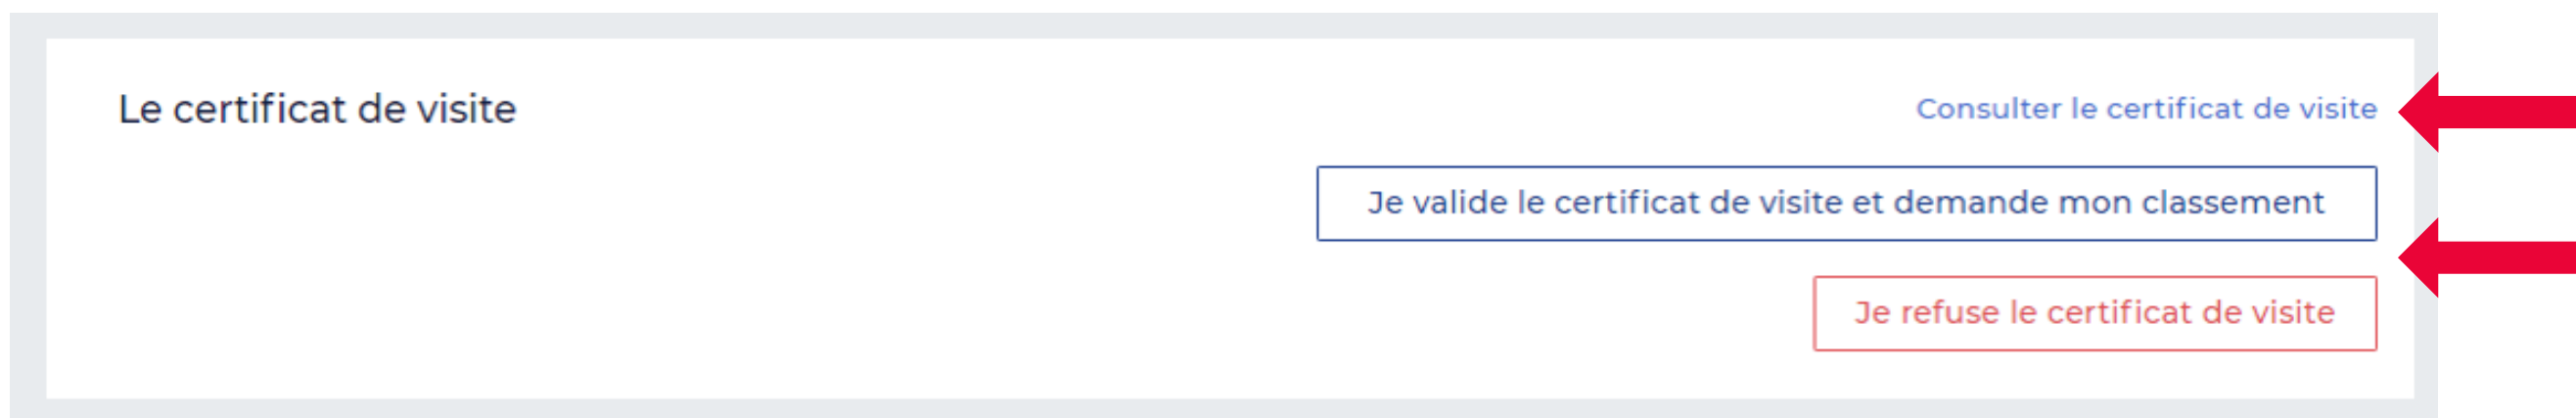 Le certificat de visite
Consulter le certificat de visite
Je valide le certificat de visite et demande mon classement
Je refuse le certificat de visite